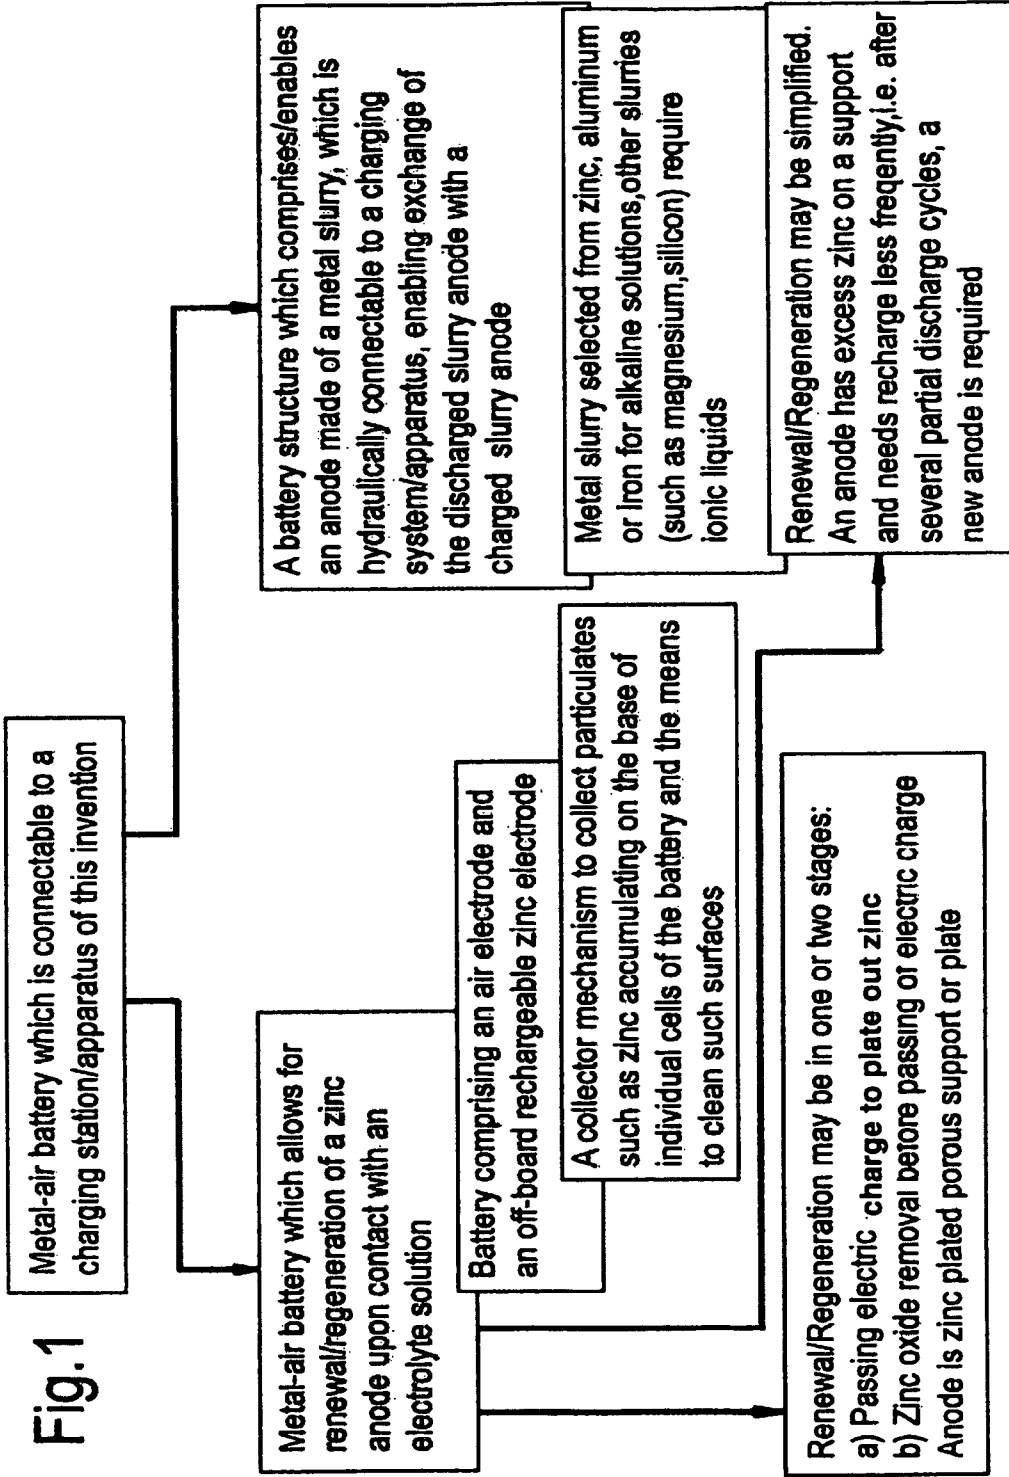 Fig.1
Metal-air battery which is connectable to a
charging station/apparatus of this invention
Metal-air battery which allows for
renewal/regeneration of a zinc
anode upon contact with an
electrolyte solution
Battery comprising an air electrode and
an off-board rechargeable zinc electrode
A collector mechanism to collect particulates
such as zinc accumulating on the base of
individual cells of the battery and the means
to clean such surfaces
Renewal/Regeneration may be in one or two stages:
a) Passing electric charge to plate out zinc
b) Zinc oxide removal before passing of electric charge
Anode is zinc plated porous support or plate
A battery structure which comprises/enables
an anode made of a metal slurry, which is
hydraulically connectable to a charging
system/apparatus, enabling exchange of
the discharged slurry anode with a
charged slurry anode
Metal slurry selected from zinc, aluminum
or iron for alkaline solutions,other slurries
(such as magnesium,silicon) require
ionic liquids
Renewal/Regeneration may be simplified.
An anode has excess zinc on a support
and needs recharge less freqently,i.e. after
several partial discharge cycles, a
new anode is required